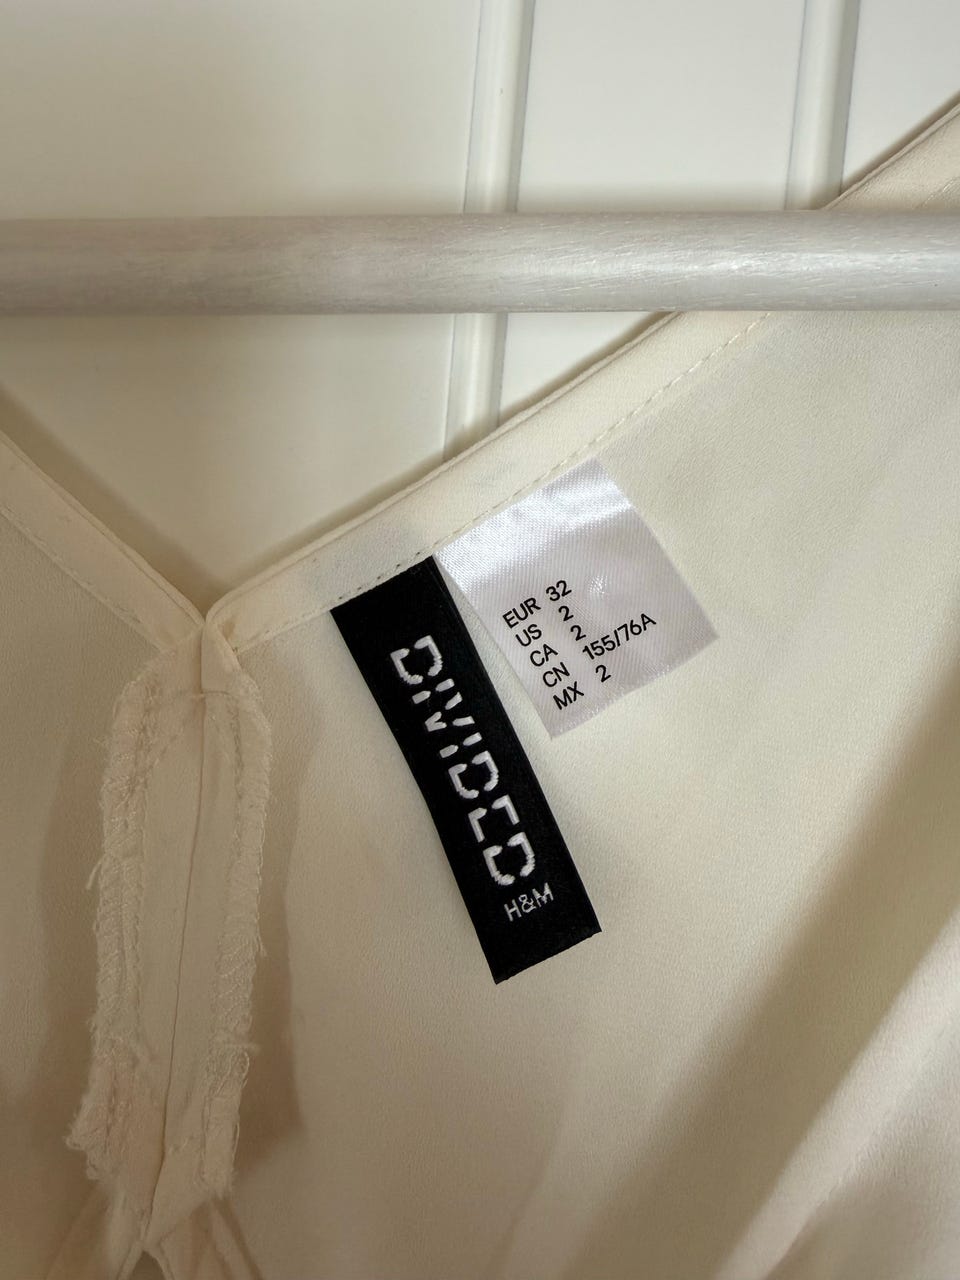 DIVIDED
H&M
EUR 32
US 2
CA 2
CN 155/76A
MX 2